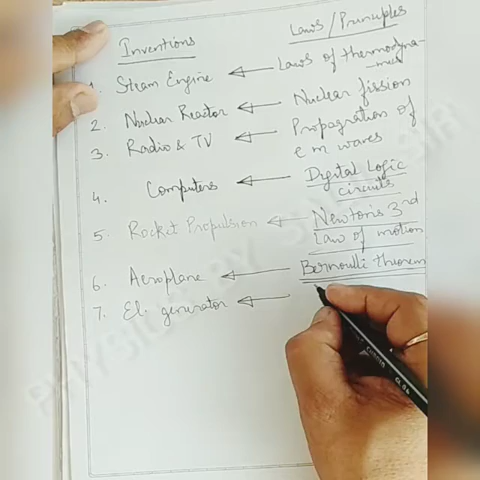 Inventions Laws/Principles
1. Steam Engine Laws of thermodyna-
mics
2. Nuclear Reactor Nuclear fission
3. Radio & TV Propagation of
e m waves
4. Computers Digital Logic
circuits
5. Rocket Propulsion Newton's 3rd
Law of motion
6. Aeroplane Bernoulli theorem
7. El. generator